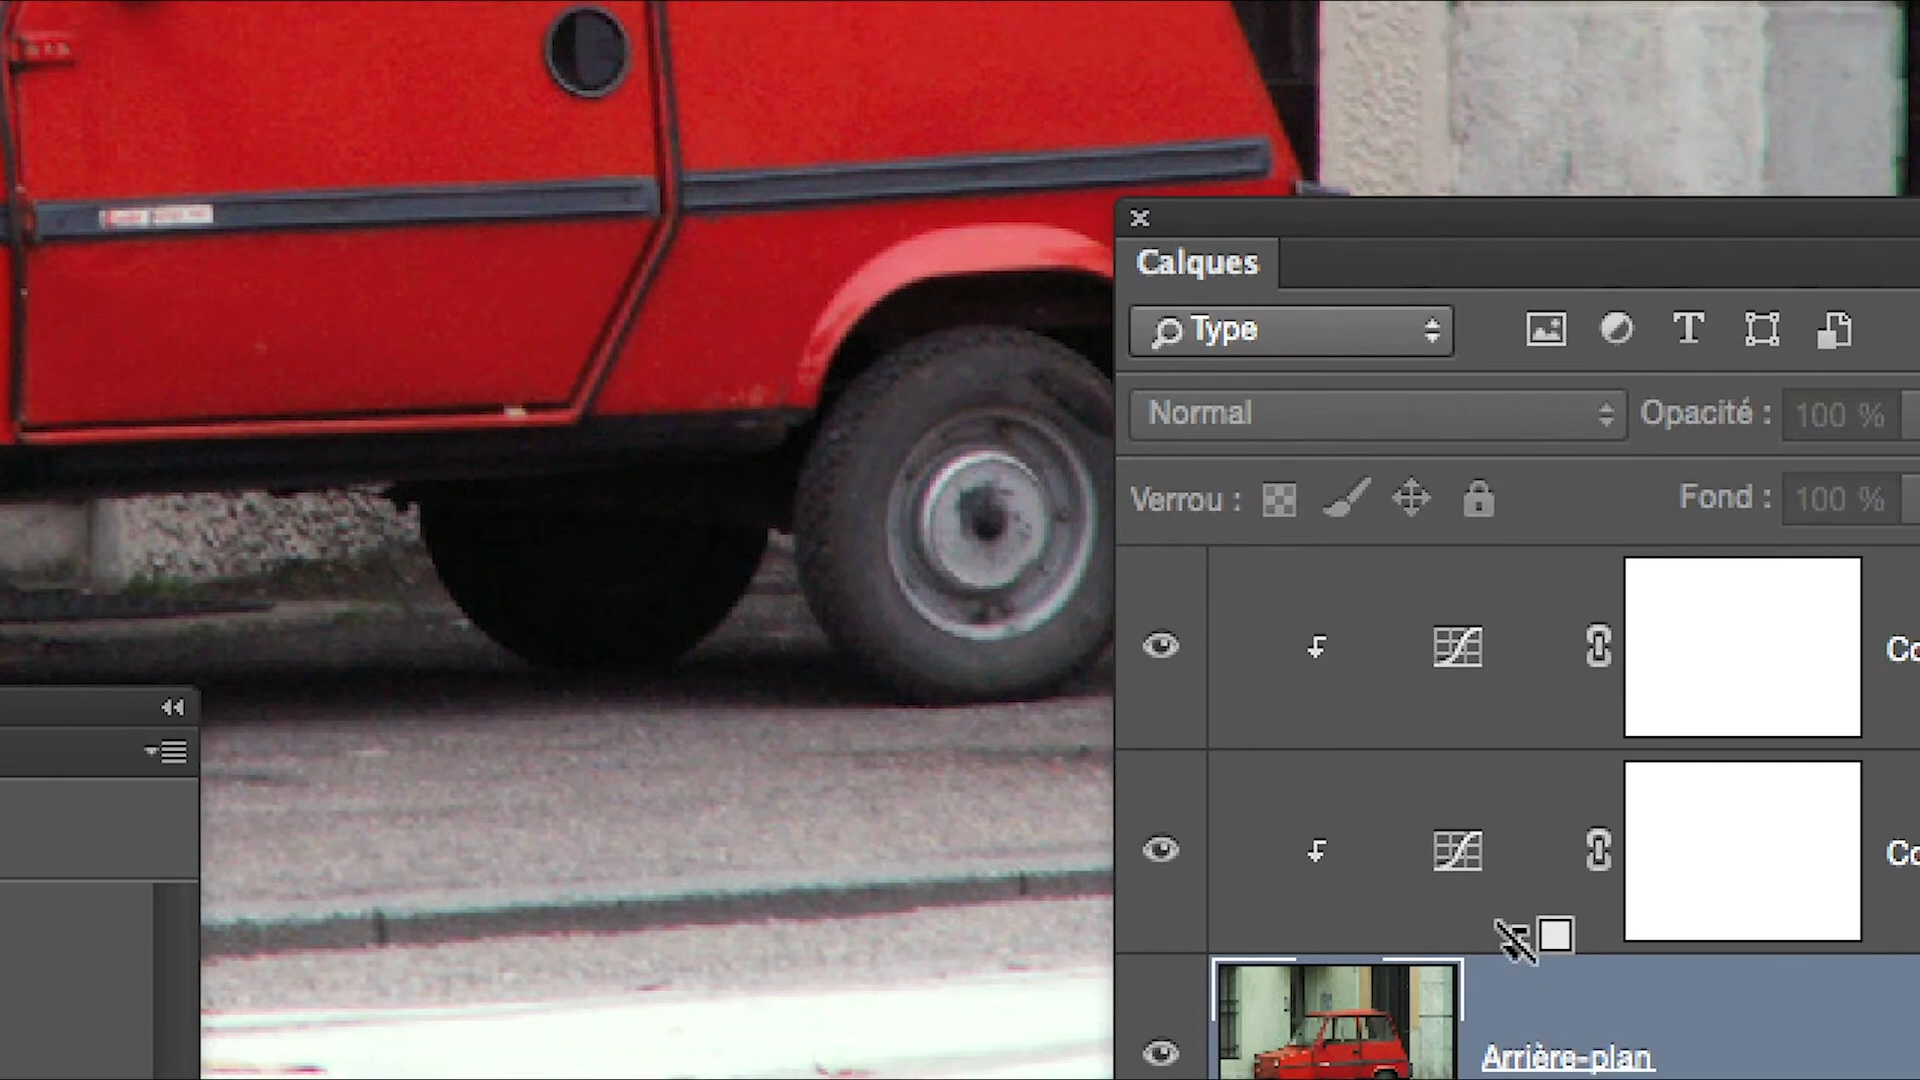 Calques
Type
Normal Opacité : 100 %
Verrou : Fond : 100 %
Arrière-plan